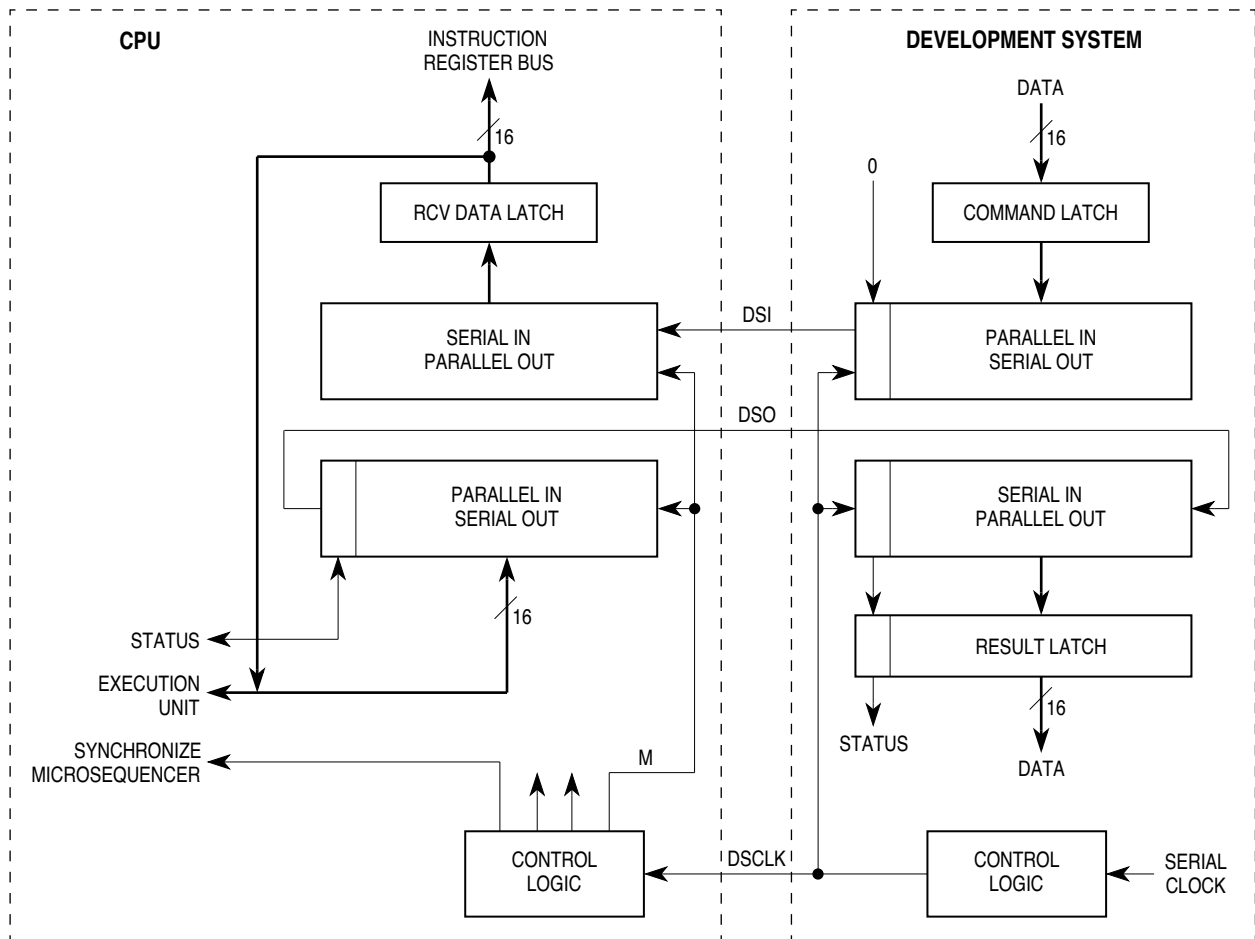 CPU
INSTRUCTION
REGISTER BUS
16
RCV DATA LATCH
SERIAL IN
PARALLEL OUT
PARALLEL IN
SERIAL OUT
16
STATUS
EXECUTION
UNIT
SYNCHRONIZE
MICROSEQUENCER
M
CONTROL
LOGIC
DSI
DSO
DSCLK
DEVELOPMENT SYSTEM
DATA
16
0
COMMAND LATCH
PARALLEL IN
SERIAL OUT
SERIAL IN
PARALLEL OUT
RESULT LATCH
16
STATUS
DATA
CONTROL
LOGIC
SERIAL
CLOCK